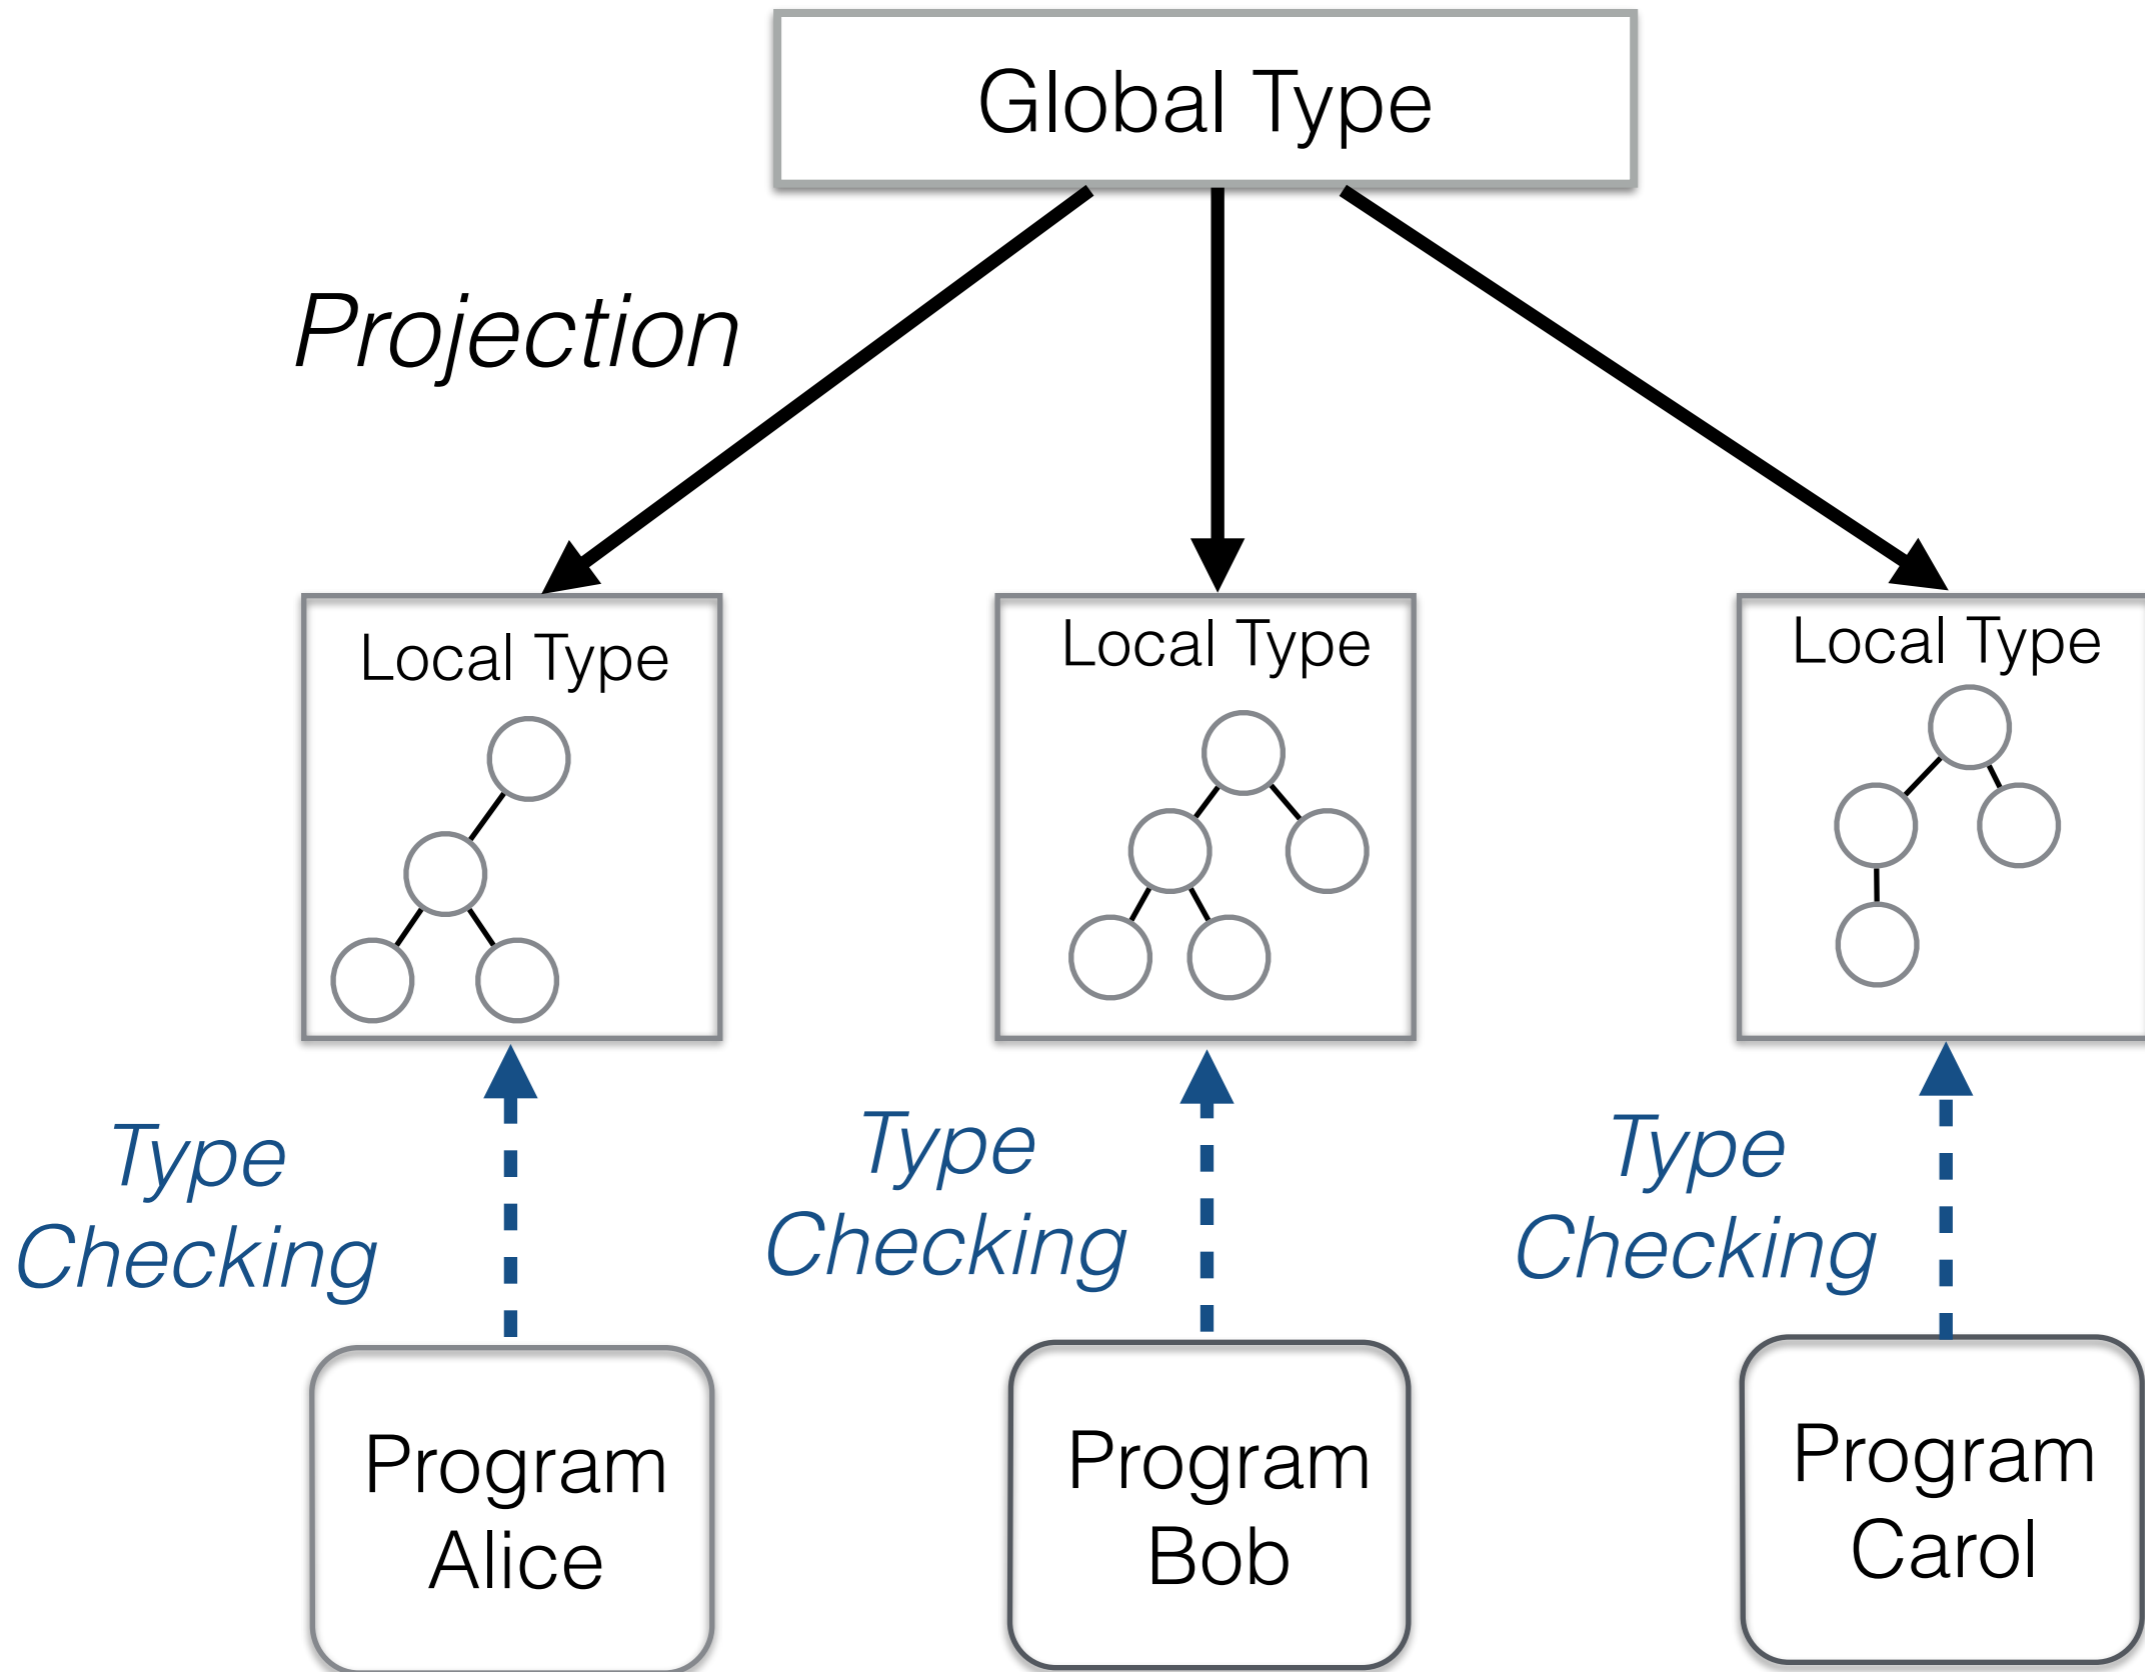 Global Type
Projection
Local Type
Local Type
Local Type
Type
Checking
Type
Checking
Type
Checking
Program
Alice
Program
Bob
Program
Carol